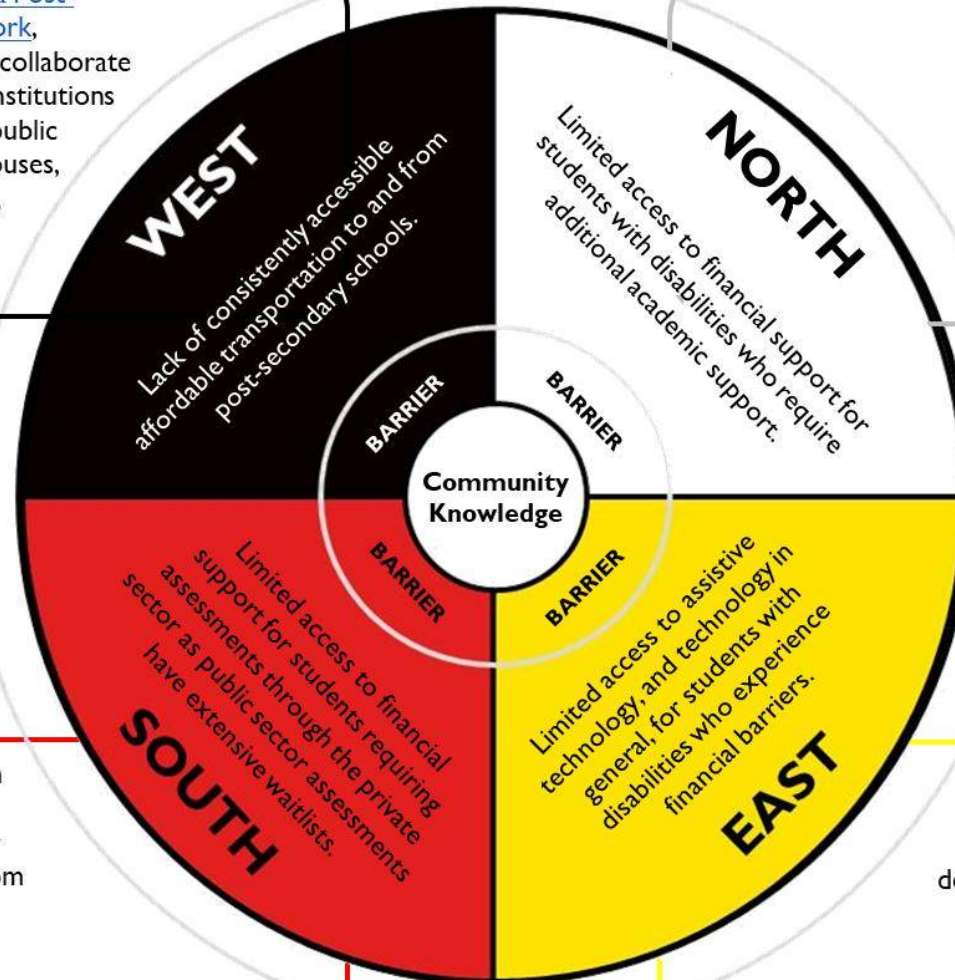 ork,
collaborate
nstitutions
public
ouses,
WEST
Lack of consistently accessible
affordable transportation to and from
post-secondary schools.
BARRIER
NORTH
Limited access to financial support for
students with disabilities who require
additional academic support.
BARRIER
Community
Knowledge
SOUTH
Limited access to financial
support for students requiring
assessments through the private
sector as public sector assessments
have extensive waitlists.
BARRIER
EAST
Limited access to assistive
technology, and technology in
general, for students with
disabilities who experience
financial barriers.
BARRIER
om